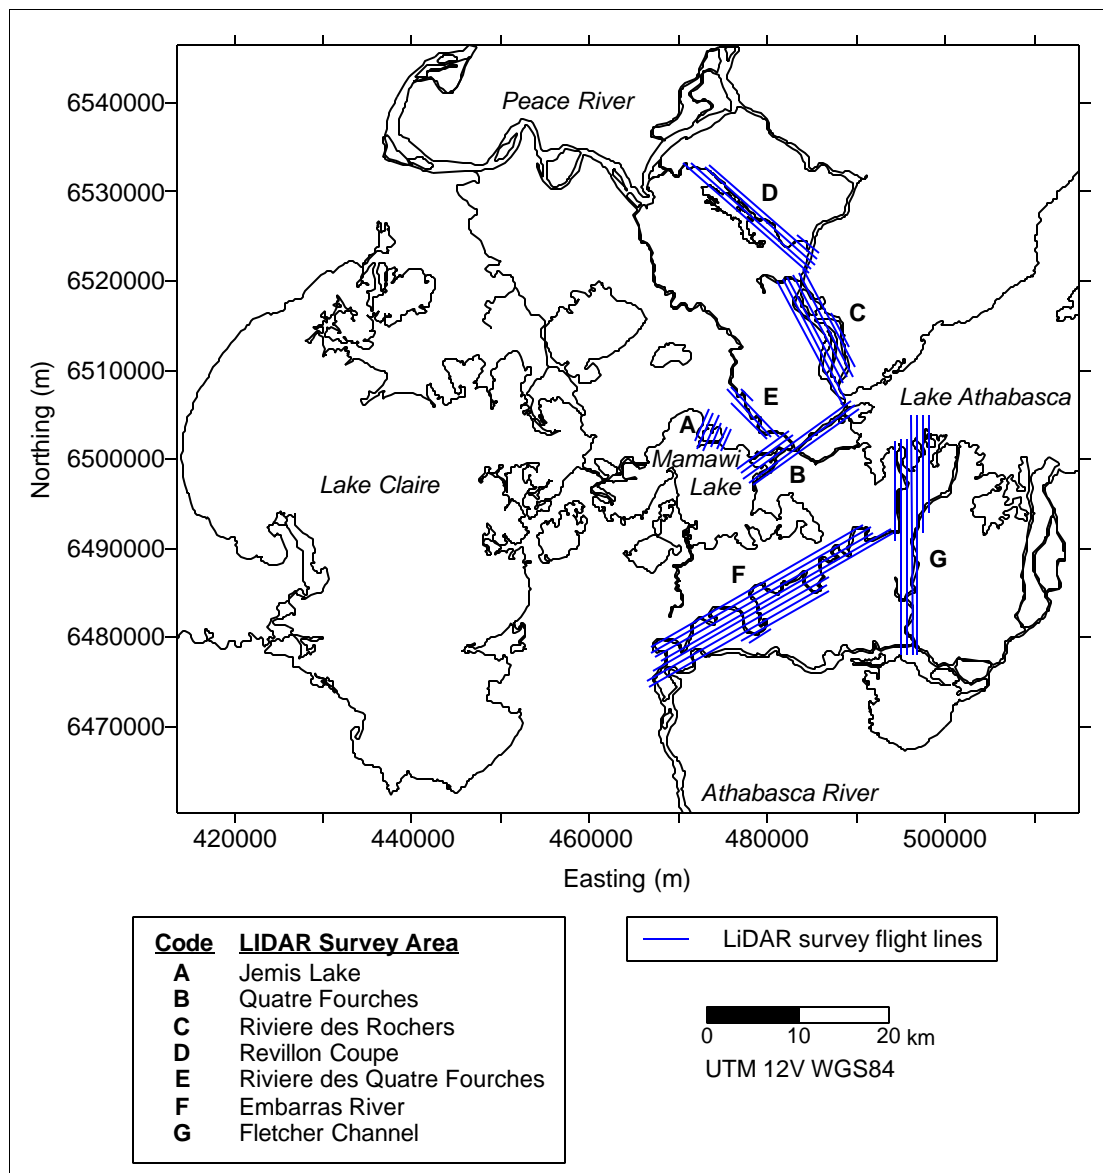 Peace River
6540000
6530000
D
6520000
C
6510000
Lake Athabasca
E
A
Mamawi
6500000
Lake Claire
Lake
B
6490000
F
G
6480000
6470000
Athabasca River
Northing (m)
420000 440000 460000 480000 500000
Easting (m)
Code LIDAR Survey Area
A Jemis Lake
B Quatre Fourches
C Riviere des Rochers
D Revillon Coupe
E Riviere des Quatre Fourches
F Embarras River
G Fletcher Channel
LiDAR survey flight lines
0 10 20 km
UTM 12V WGS84